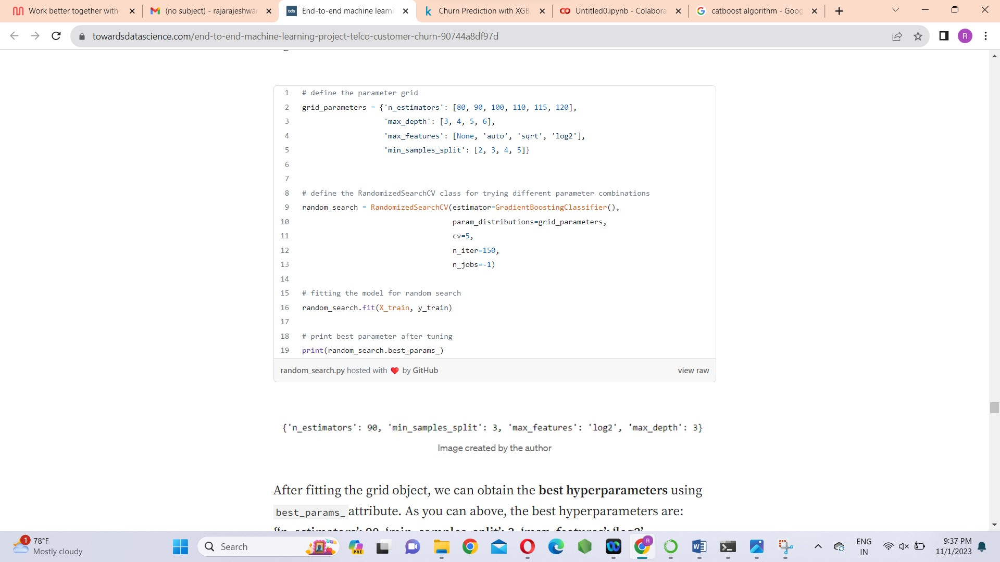 Work better together with
(no subject) - rajarajeshwar
tds
End-to-end machine learni
Churn Prediction with XGB
Untitled0.ipynb - Colabora
catboost algorithm - Goog
towardsdatascience.com/end-to-end-machine-learning-project-telco-customer-churn-90744a8df97d
R
1 # define the parameter grid
2 grid_parameters = {'n_estimators': [80, 90, 100, 110, 115, 120],
3 'max_depth': [3, 4, 5, 6],
4 'max_features': [None, 'auto', 'sqrt', 'log2'],
5 'min_samples_split': [2, 3, 4, 5]}
6
7
8 # define the RandomizedSearchCV class for trying different parameter combinations
9 random_search = RandomizedSearchCV(estimator=GradientBoostingClassifier(),
10 param_distributions=grid_parameters,
11 cv=5,
12 n_iter=150,
13 n_jobs=-1)
14
15 # fitting the model for random search
16 random_search.fit(X_train, y_train)
17
18 # print best parameter after tuning
19 print(random_search.best_params_)
random_search.py hosted with ❤ by GitHub view raw
{'n_estimators': 90, 'min_samples_split': 3, 'max_features': 'log2', 'max_depth': 3}
Image created by the author
After fitting the grid object, we can obtain the best hyperparameters using
best_params_ attribute. As you can above, the best hyperparameters are:
{‘n_estimators’: 90, ‘min_samples_split’: 3, ‘max_features’: ‘log2’,
1
78°F
Mostly cloudy
Search
PRE
R
ENG
IN
9:37 PM
11/1/2023